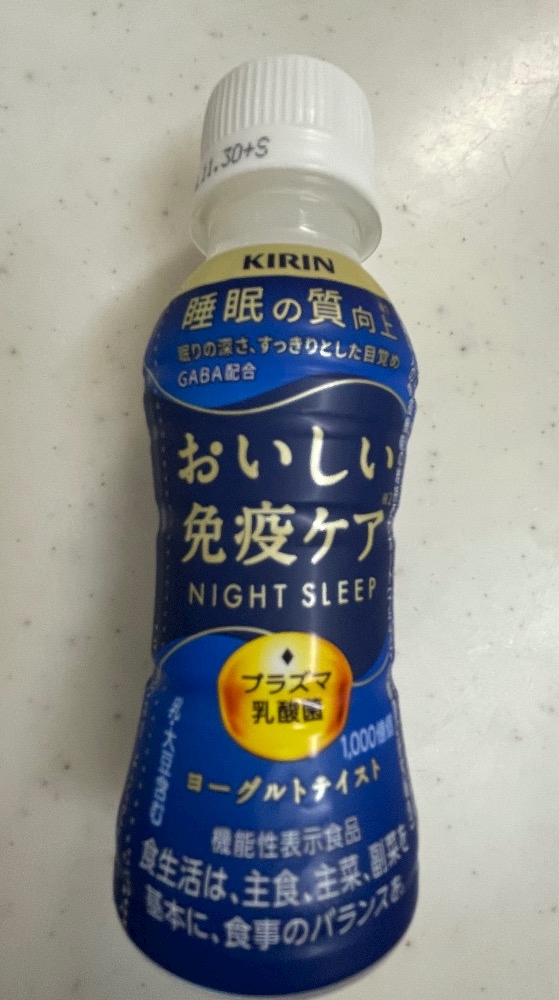 11.30+S
KIRIN
睡眠の質向上
眠りの深さ、すっきりとした目覚め
GABA配合
おいしい
免疫ケア
NIGHT SLEEP
プラズマ
乳酸菌
1,000億個
ヨーグルトテイスト
機能性表示食品
食生活は、主食、主菜、副菜を
基本に、食事のバランスを。